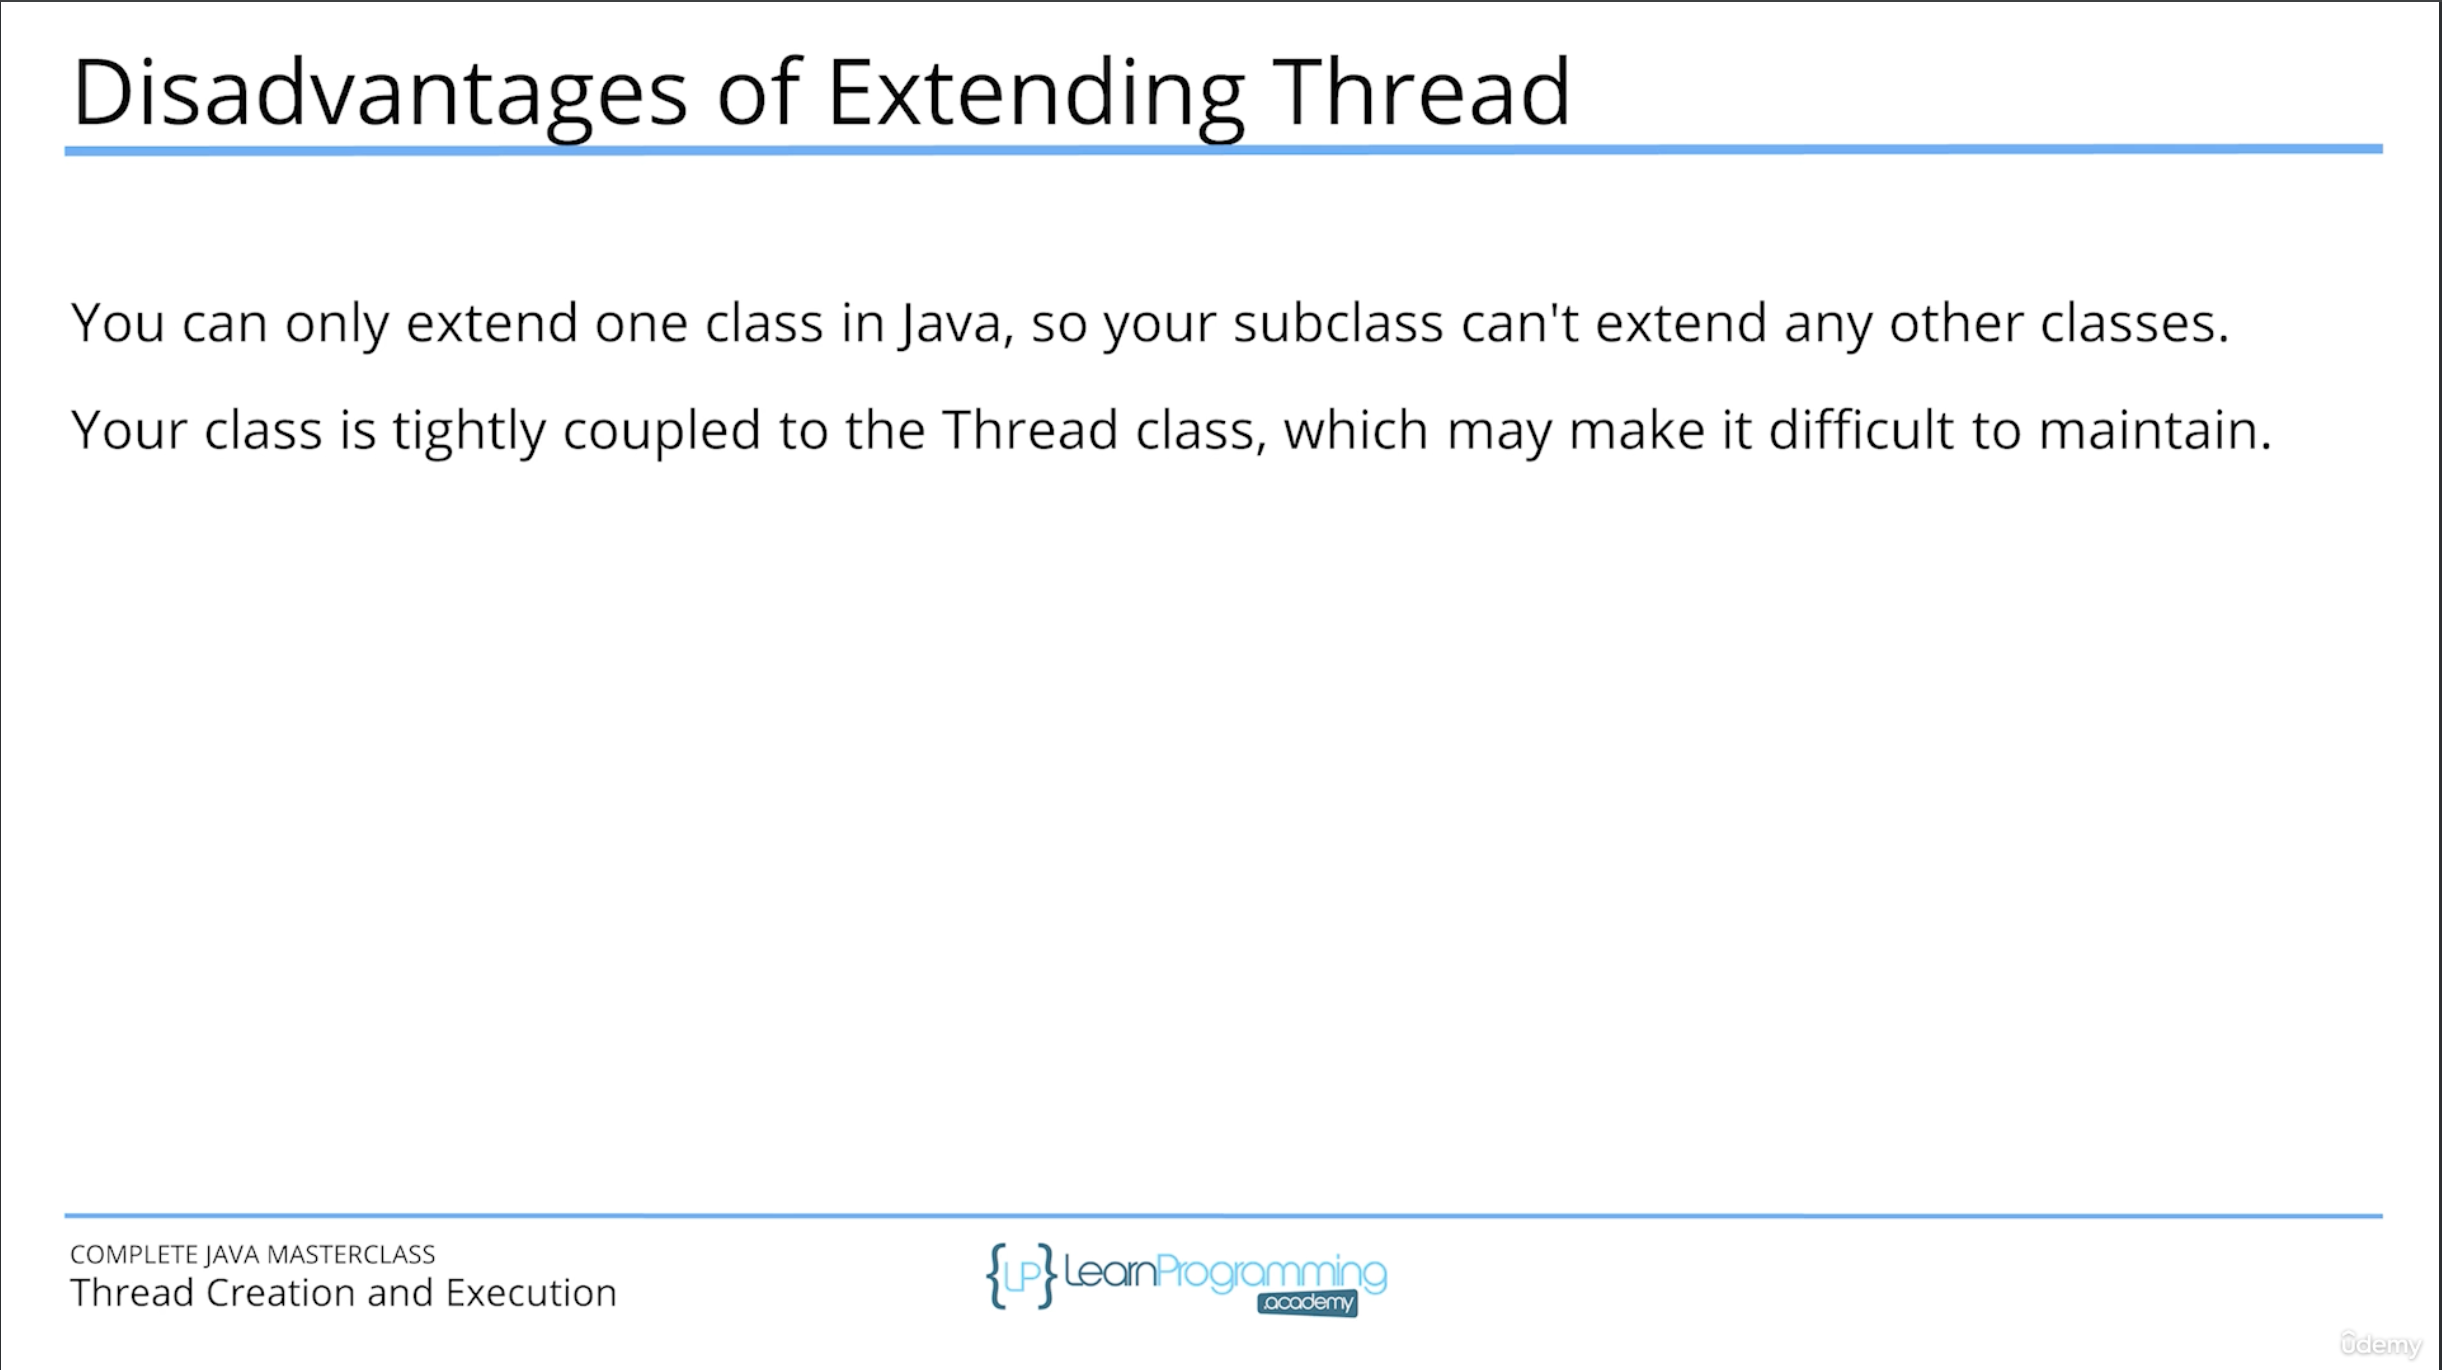 Disadvantages of Extending Thread
You can only extend one class in Java, so your subclass can't extend any other classes.
Your class is tightly coupled to the Thread class, which may make it difficult to maintain.
COMPLETE JAVA MASTERCLASS
Thread Creation and Execution
{LP} LearnProgramming
.academy
ûdemy